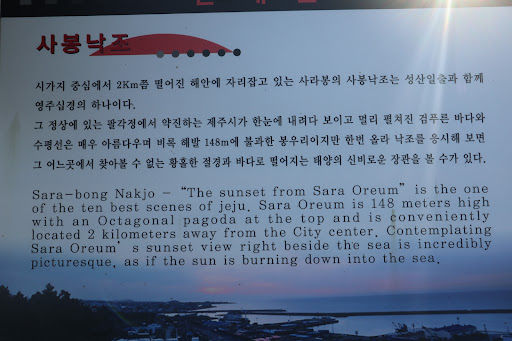 사봉낙조
시가지 중심에서 2Km쯤 떨어진 해안에 자리잡고 있는 사라봉의 사봉낙조는 성산일출과 함께
영주십경의 하나이다.
그 정상에 있는 팔각정에서 약진하는 제주시가 한눈에 내려다 보이고 멀리 펼쳐진 검푸른 바다와
수평선은 매우 아름다우며 비록 해발 148m에 불과한 봉우리이지만 한번 올라 낙조를 응시해 보면
그 어느곳에서 찾아볼 수 없는 황홀한 절경과 바다로 떨어지는 태양의 신비로운 장관을 볼 수가 있다.
Sara-bong Nakjo - “The sunset from Sara Oreum” is the one
of the ten best scenes of jeju. Sara Oreum is 148 meters high
with an Octagonal pagoda at the top and is conveniently
located 2 kilometers away from the City center. Contemplating
Sara Oreum’s sunset view right beside the sea is incredibly
picturesque, as if the sun is burning down into the sea.